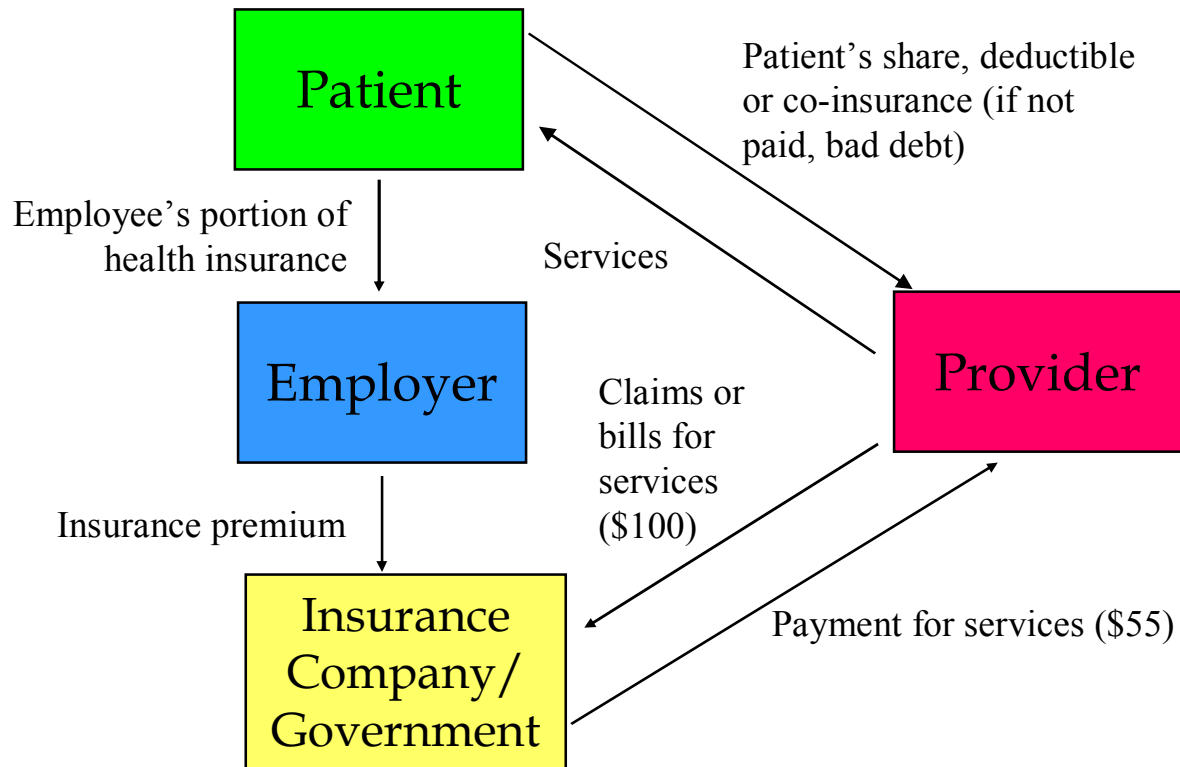 Patient
Patient’s share, deductible
or co-insurance (if not
paid, bad debt)
Employee’s portion of
health insurance
Services
Employer
Provider
Claims or
bills for
services
($100)
Insurance premium
Insurance
Company/
Government
Payment for services ($55)